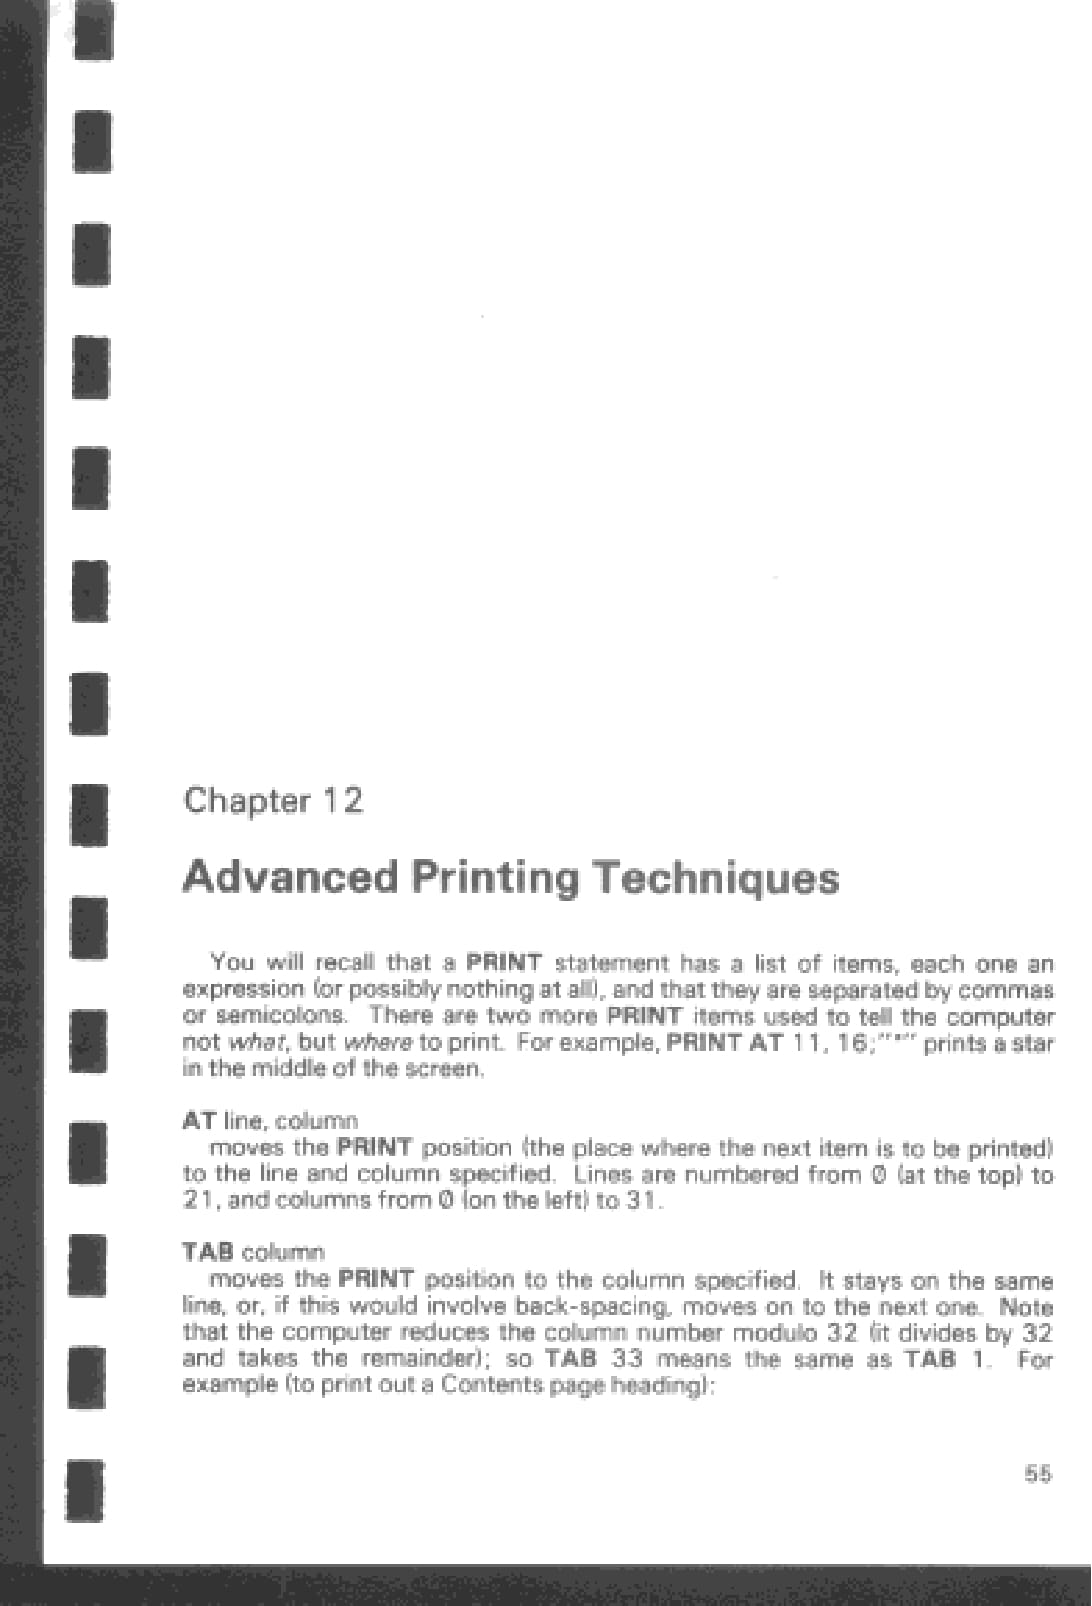 Chapter 12
Advanced Printing Techniques
You will recall that a PRINT statement has a list of items, each one an
expression (or possibly nothing at all), and that they are separated by commas
or semicolons. There are two more PRINT items used to tell the computer
not what, but where to print. For example, PRINT AT 11, 16;"*" prints a star
in the middle of the screen.
AT line, column
moves the PRINT position (the place where the next item is to be printed)
to the line and column specified. Lines are numbered from 0 (at the top) to
21, and columns from 0 (on the left) to 31.
TAB column
moves the PRINT position to the column specified. It stays on the same
line, or, if this would involve back-spacing, moves on to the next one. Note
that the computer reduces the column number modulo 32 (it divides by 32
and takes the remainder); so TAB 33 means the same as TAB 1. For
example (to print out a Contents page heading):
55